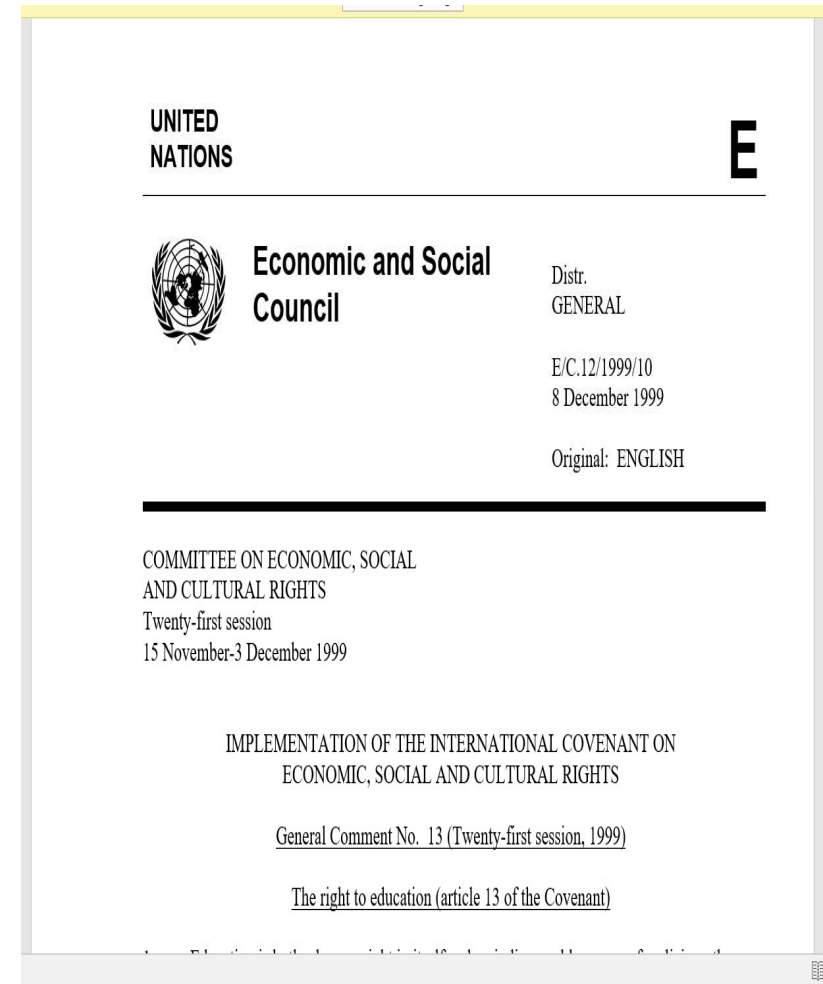 UNITED
NATIONS
E
Economic and Social
Council
Distr.
GENERAL
E/C.12/1999/10
8 December 1999
Original: ENGLISH
COMMITTEE ON ECONOMIC, SOCIAL
AND CULTURAL RIGHTS
Twenty-first session
15 November-3 December 1999
IMPLEMENTATION OF THE INTERNATIONAL COVENANT ON
ECONOMIC, SOCIAL AND CULTURAL RIGHTS
General Comment No. 13 (Twenty-first session, 1999)
The right to education (article 13 of the Covenant)